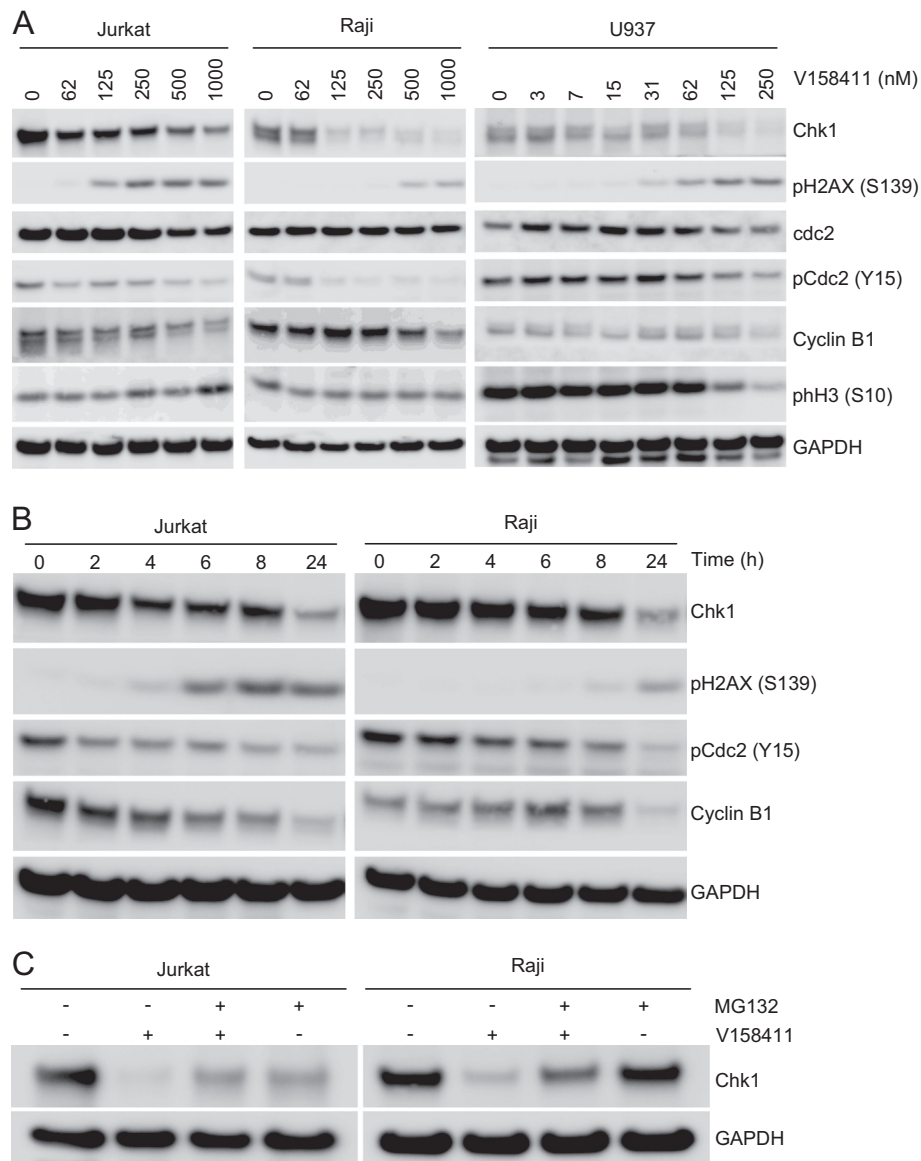 A
Jurkat
Raji
U937
0 62 125 250 500 1000
0 62 125 250 500 1000
0 3 7 15 31 62 125 250
V158411 (nM)
Chk1
pH2AX (S139)
cdc2
pCdc2 (Y15)
Cyclin B1
phH3 (S10)
GAPDH
B
Jurkat
Raji
0 2 4 6 8 24
0 2 4 6 8 24
Time (h)
Chk1
pH2AX (S139)
pCdc2 (Y15)
Cyclin B1
GAPDH
C
Jurkat
Raji
- - + + - - + + MG132
- + + - - + + - V158411
Chk1
GAPDH